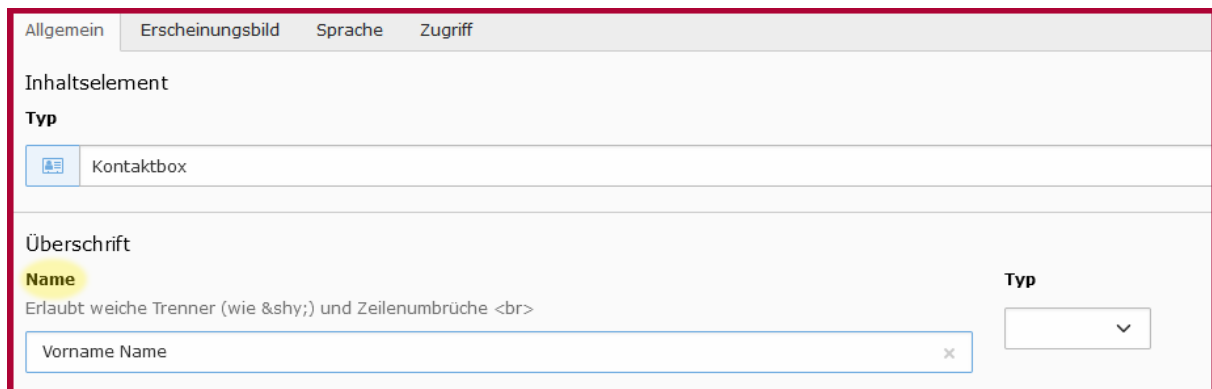 Allgemein Erscheinungsbild Sprache Zugriff
Inhaltselement
Typ
Kontaktbox
Überschrift
Name Typ
Erlaubt weiche Trenner (wie &shy;) und Zeilenumbrüche <br>
Vorname Name